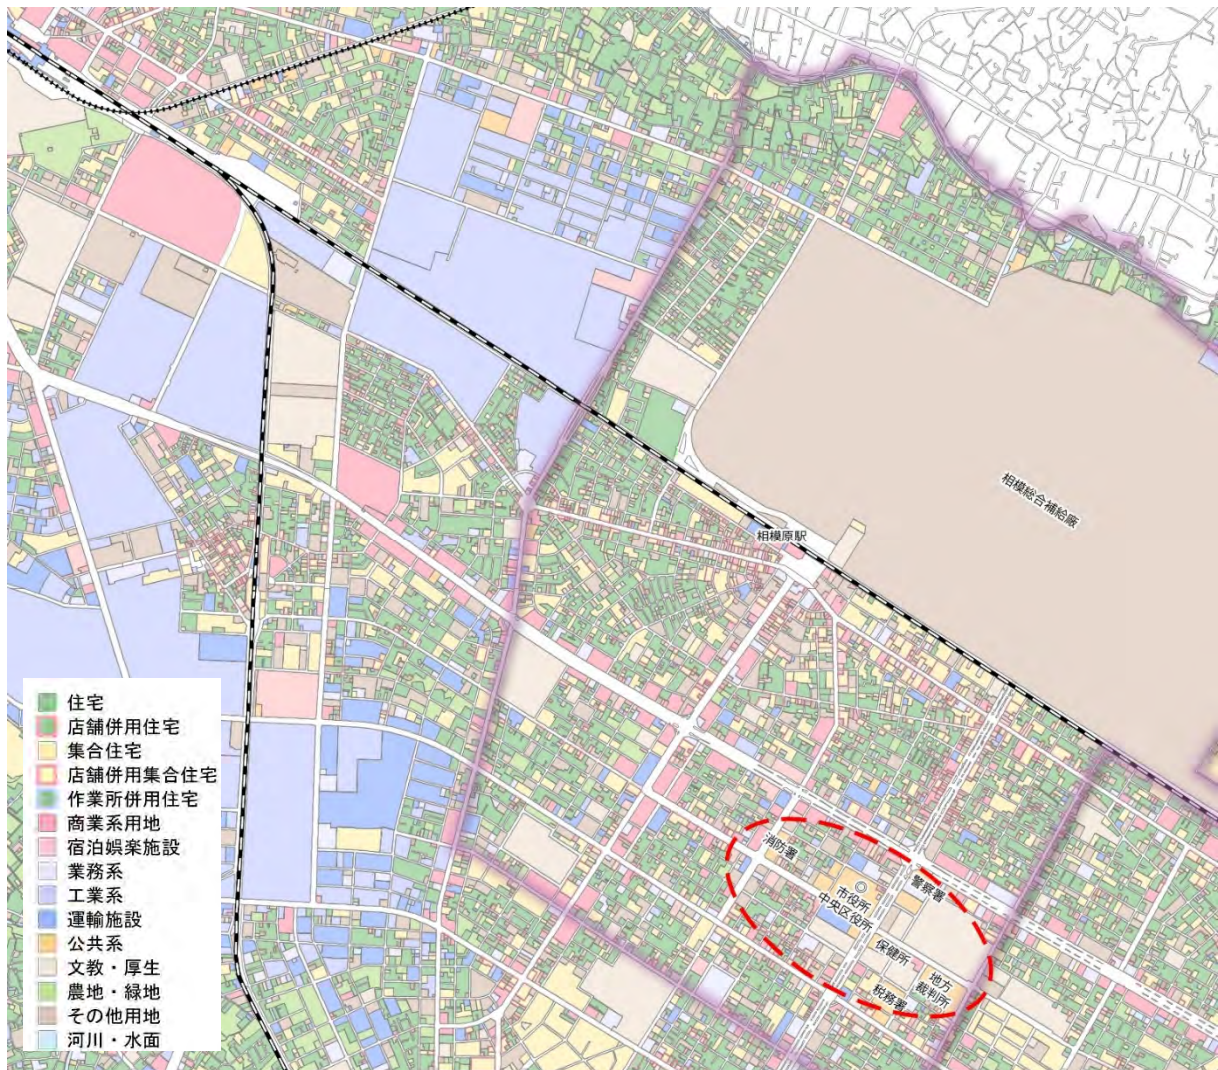 相模総合補給廠
相模原駅
消防署
警察署
市役所
中央区役所
保健所
地方
裁判所
税務署
住宅
店舗併用住宅
集合住宅
店舗併用集合住宅
作業所併用住宅
商業系用地
宿泊娯楽施設
業務系
工業系
運輸施設
公共系
文教・厚生
農地・緑地
その他用地
河川・水面